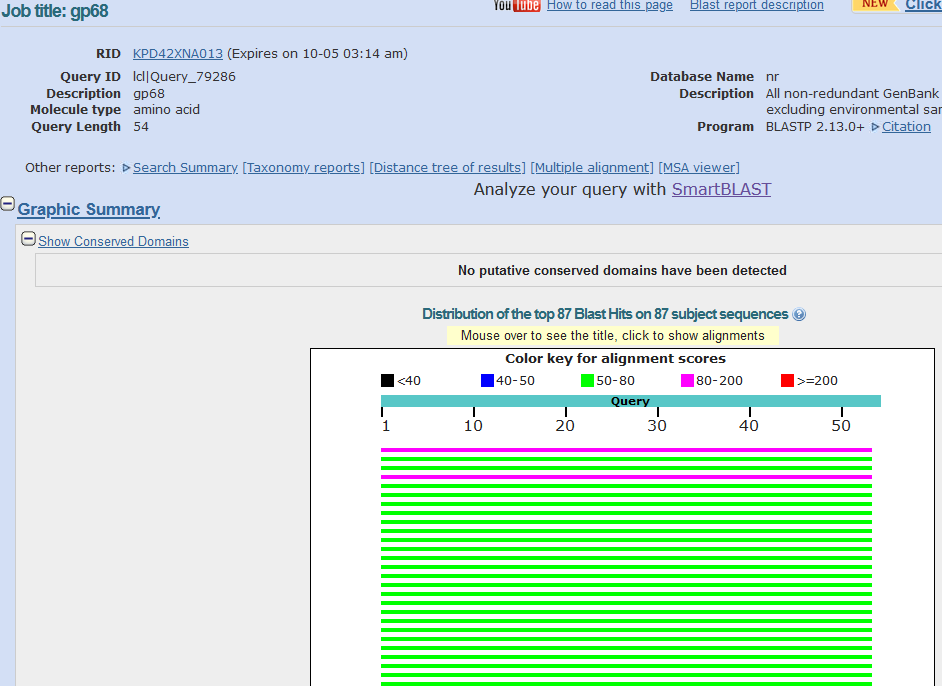 Job title: gp68
You Tube How to read this page Blast report description NEW Click
RID KPD42XNA013 (Expires on 10-05 03:14 am)
Query ID lcl|Query_79286
Description gp68
Molecule type amino acid
Query Length 54
Database Name nr
Description All non-redundant GenBank
excluding environmental sam
Program BLASTP 2.13.0+ Citation
Other reports: Search Summary [Taxonomy reports] [Distance tree of results] [Multiple alignment] [MSA viewer]
Analyze your query with SmartBLAST
Graphic Summary
Show Conserved Domains
No putative conserved domains have been detected
Distribution of the top 87 Blast Hits on 87 subject sequences ?
Mouse over to see the title, click to show alignments
Color key for alignment scores
<40 40-50 50-80 80-200 >=200
Query
1 10 20 30 40 50